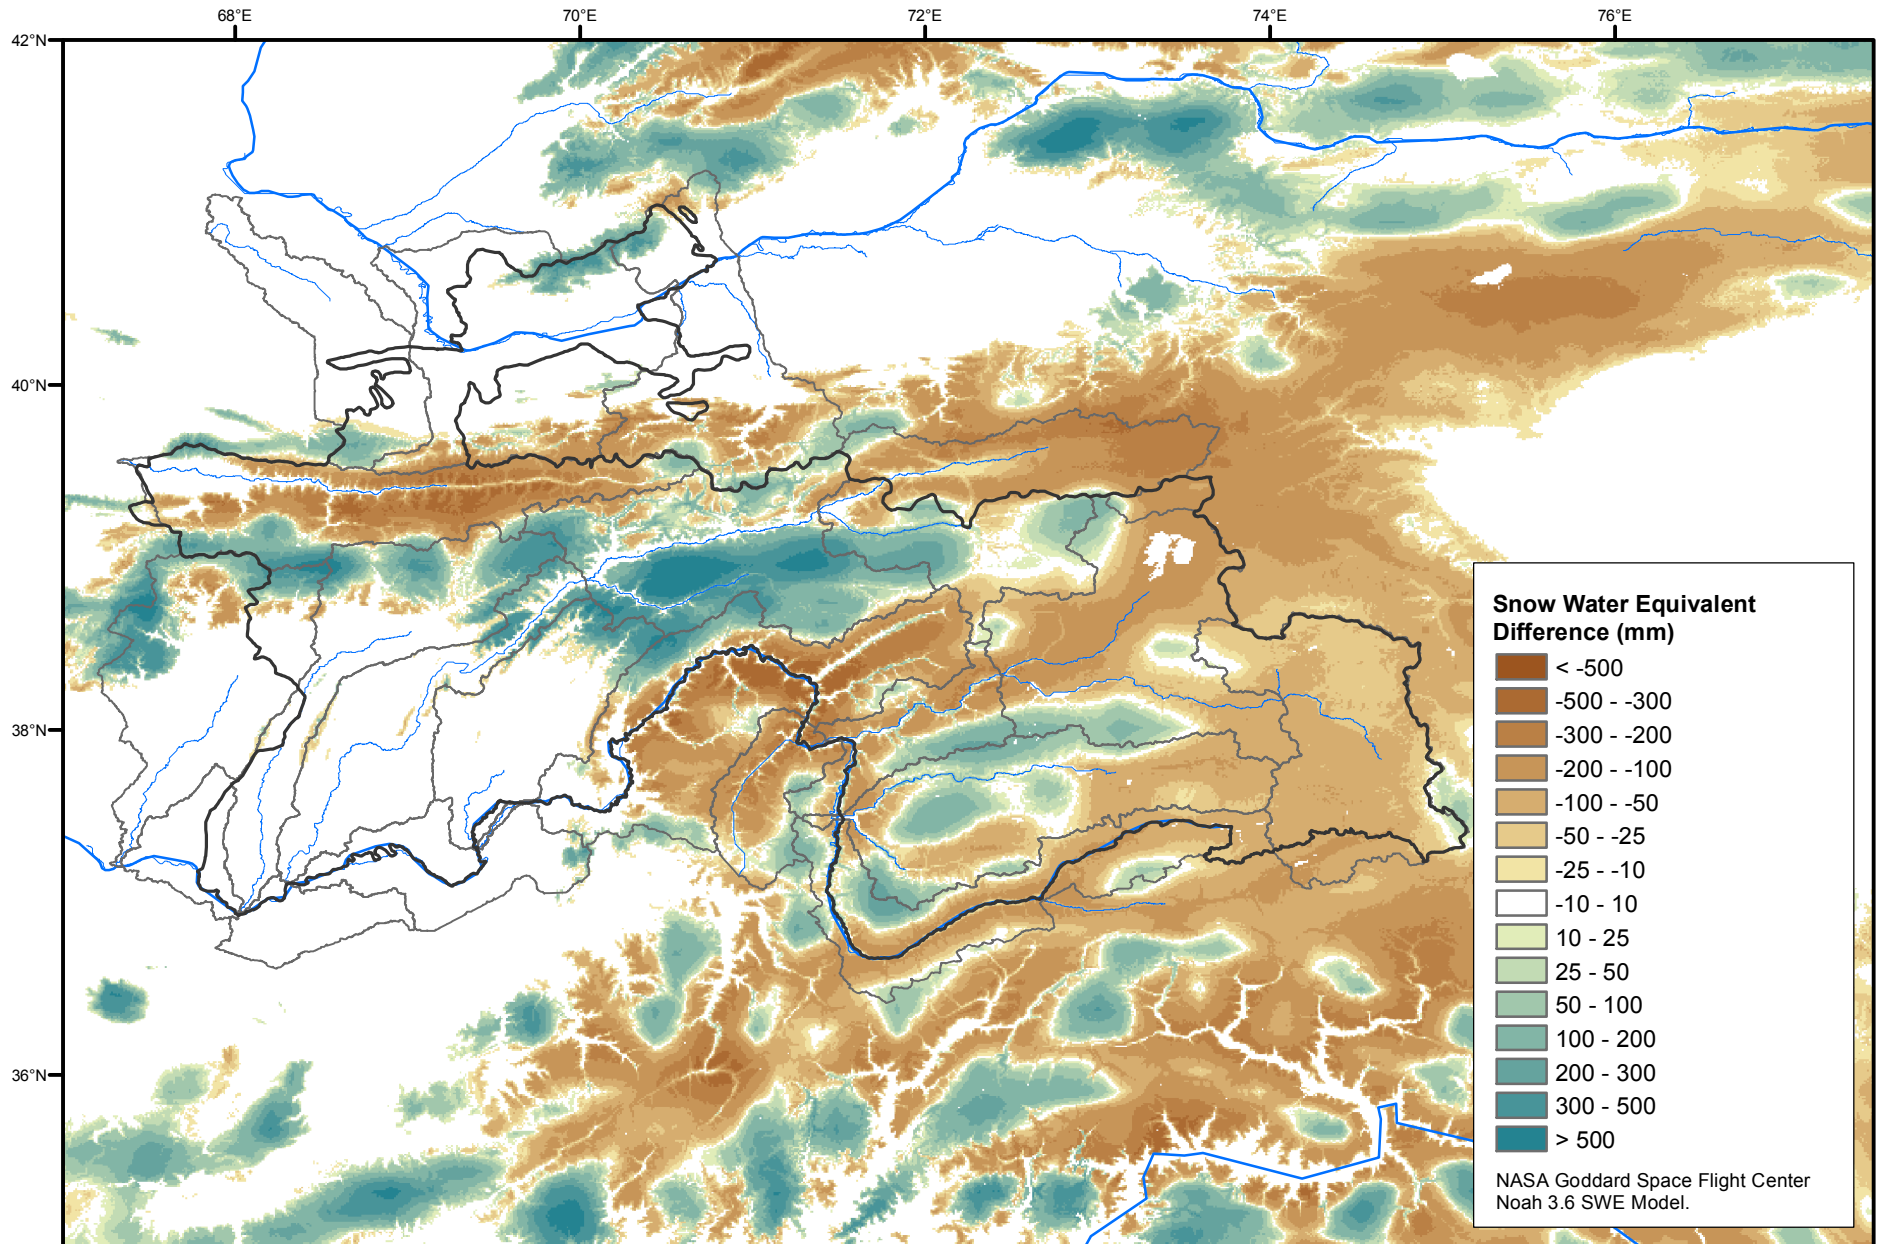 68°E
70°E
72°E
74°E
76°E
42°N
40°N
38°N
36°N
Snow Water Equivalent
Difference (mm)
< -500
-500 - -300
-300 - -200
-200 - -100
-100 - -50
-50 - -25
-25 - -10
-10 - 10
10 - 25
25 - 50
50 - 100
100 - 200
200 - 300
300 - 500
> 500
NASA Goddard Space Flight Center
Noah 3.6 SWE Model.